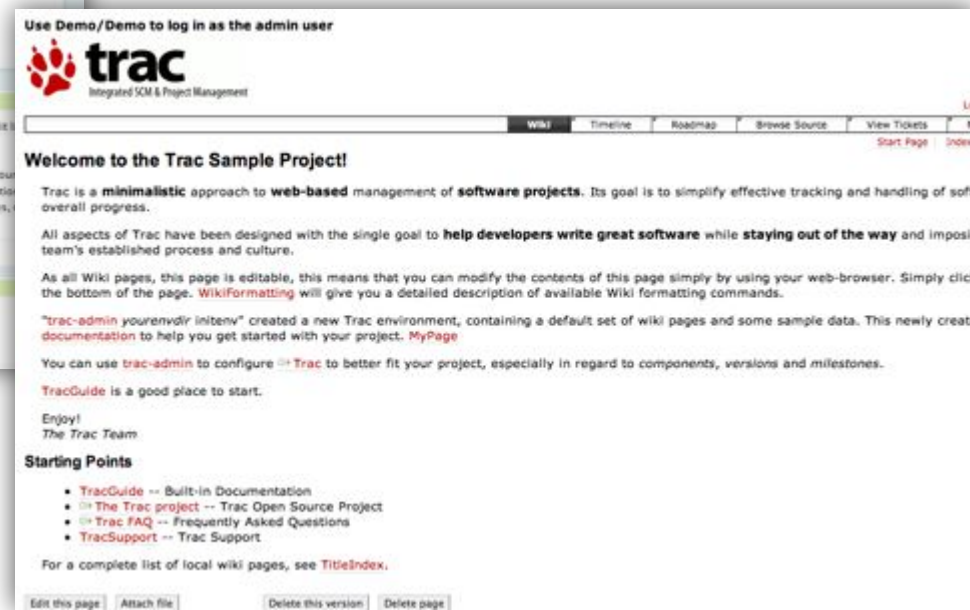 Use Demo/Demo to log in as the admin user
trac
Integrated SCM & Project Management
Wiki Timeline Roadmap Browse Source View Tickets
Start Page Index
Welcome to the Trac Sample Project!
Trac is a minimalistic approach to web-based management of software projects. Its goal is to simplify effective tracking and handling of
overall progress.
All aspects of Trac have been designed with the single goal to help developers write great software while staying out of the way and
team's established process and culture.
As all Wiki pages, this page is editable, this means that you can modify the contents of this page simply by using your web-browser. Simply
the bottom of the page. WikiFormatting will give you a detailed description of available Wiki formatting commands.
"trac-admin yourenvdir initenv" created a new Trac environment, containing a default set of wiki pages and some sample data. This newly
documentation to help you get started with your project. MyPage
You can use trac-admin to configure Trac to better fit your project, especially in regard to components, versions and milestones.
TracGuide is a good place to start.
Enjoy!
The Trac Team
Starting Points
• TracGuide -- Built-in Documentation
• The Trac project -- Trac Open Source Project
• Trac FAQ -- Frequently Asked Questions
• TracSupport -- Trac Support
For a complete list of local wiki pages, see TitleIndex.
Edit this page Attach file Delete this version Delete page